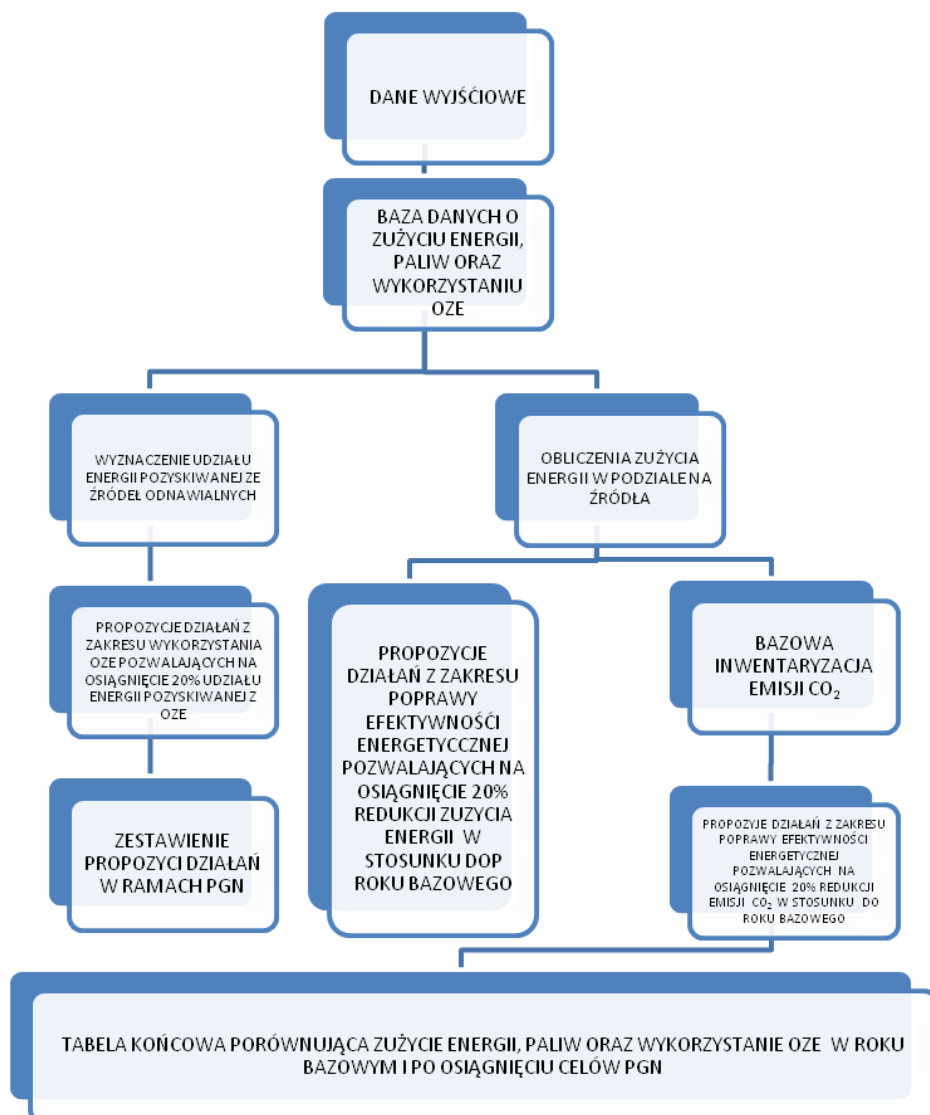 DANE WYJŚĆIOWE
BAZA DANYCH O
ZUŻYCIU ENERGII,
PALIW ORAZ
WYKORZYSTANIU
OZE
WYZNACZENIE UDZIAŁU
ENERGII POZYSKIWANEJ ZE
ŹRÓDEŁ ODNAWIALNYCH
OBLICZENIA ZUŻYCIA
ENERGII W PODZIALE NA
ŹRÓDŁA
PROPOZYCJE DZIAŁAŃ Z
ZAKRESU WYKORZYSTANIA
OZE POZWALAJĄCYCH NA
OSIĄGNIĘCIE 20% UDZIAŁU
ENERGII POZYSKIWANEJ Z
OZE
PROPOZYCJE
DZIAŁAŃ Z ZAKRESU
POPRAWY
EFEKTYWNOŚĆI
ENERGETYCCZNEJ
POZWALAJĄCYCH NA
OSIĄGNIĘCIE 20%
REDUKCJI ZUZYCIA
ENERGII W
STOSUNKU DOP
ROKU BAZOWEGO
BAZOWA
INWENTARYZACJA
EMISJI CO₂
ZESTAWIENIE
PROPOZYCI DZIAŁAŃ
W RAMACH PGN
PROPOZYJE DZIAŁAŃ Z ZAKRESU
POPRAWY EFEKTYWNOŚCI
ENERGETYCZNEJ
POZWALAJĄCYCH NA
OSIĄGNIĘCIE 20% REDUKCJI
EMISJI CO₂ W STOSUNKU DO
ROKU BAZOWEGO
TABELA KOŃCOWA PORÓWNUJĄCA ZUŻYCIE ENERGII, PALIW ORAZ WYKORZYSTANIE OZE W ROKU
BAZOWYM I PO OSIĄGNIĘCIU CELÓW PGN